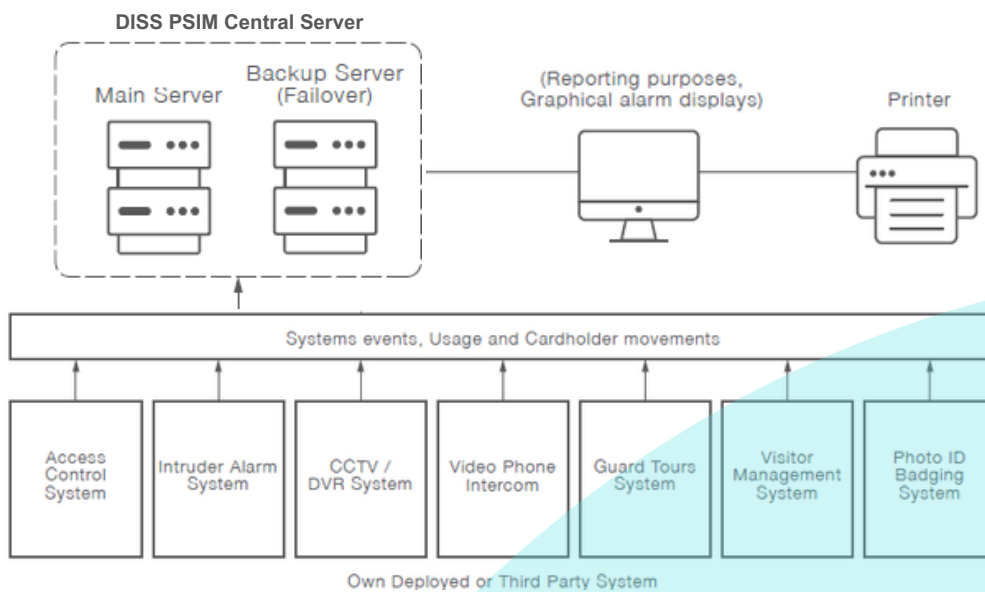 DISS PSIM Central Server
Main Server
Backup Server
(Failover)
(Reporting purposes,
Graphical alarm displays)
Printer
Systems events, Usage and Cardholder movements
Access
Control
System
Intruder Alarm
System
CCTV /
DVR System
Video Phone
Intercom
Guard Tours
System
Visitor
Management
System
Photo ID
Badging
System
Own Deployed or Third Party System